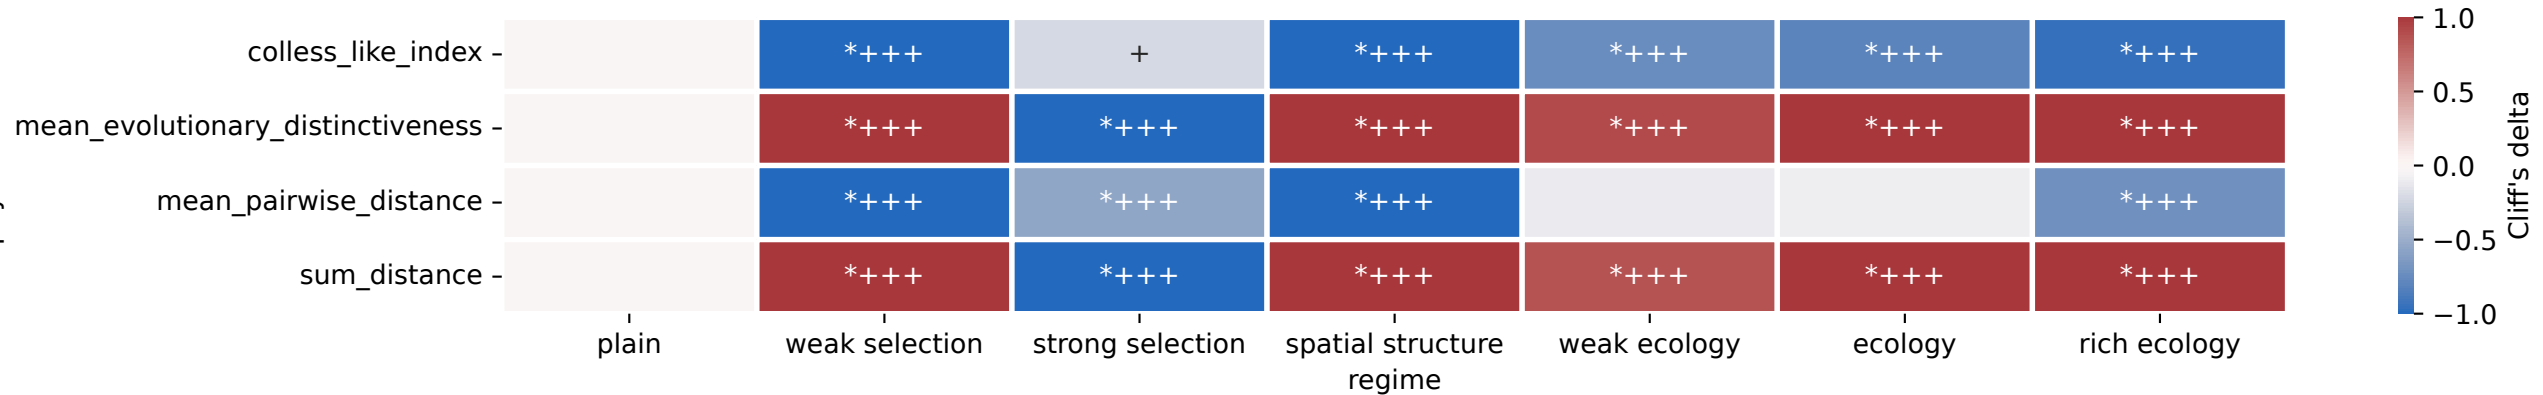 colless_like_index *+++ + *+++ *+++ *+++ *+++
mean_evolutionary_distinctiveness *+++ *+++ *+++ *+++ *+++ *+++
mean_pairwise_distance *+++ *+++ *+++ *+++
sum_distance *+++ *+++ *+++ *+++ *+++ *+++
plain weak selection strong selection spatial structure weak ecology ecology rich ecology
regime
1.0
0.5
0.0
−0.5
−1.0
Cliff's delta